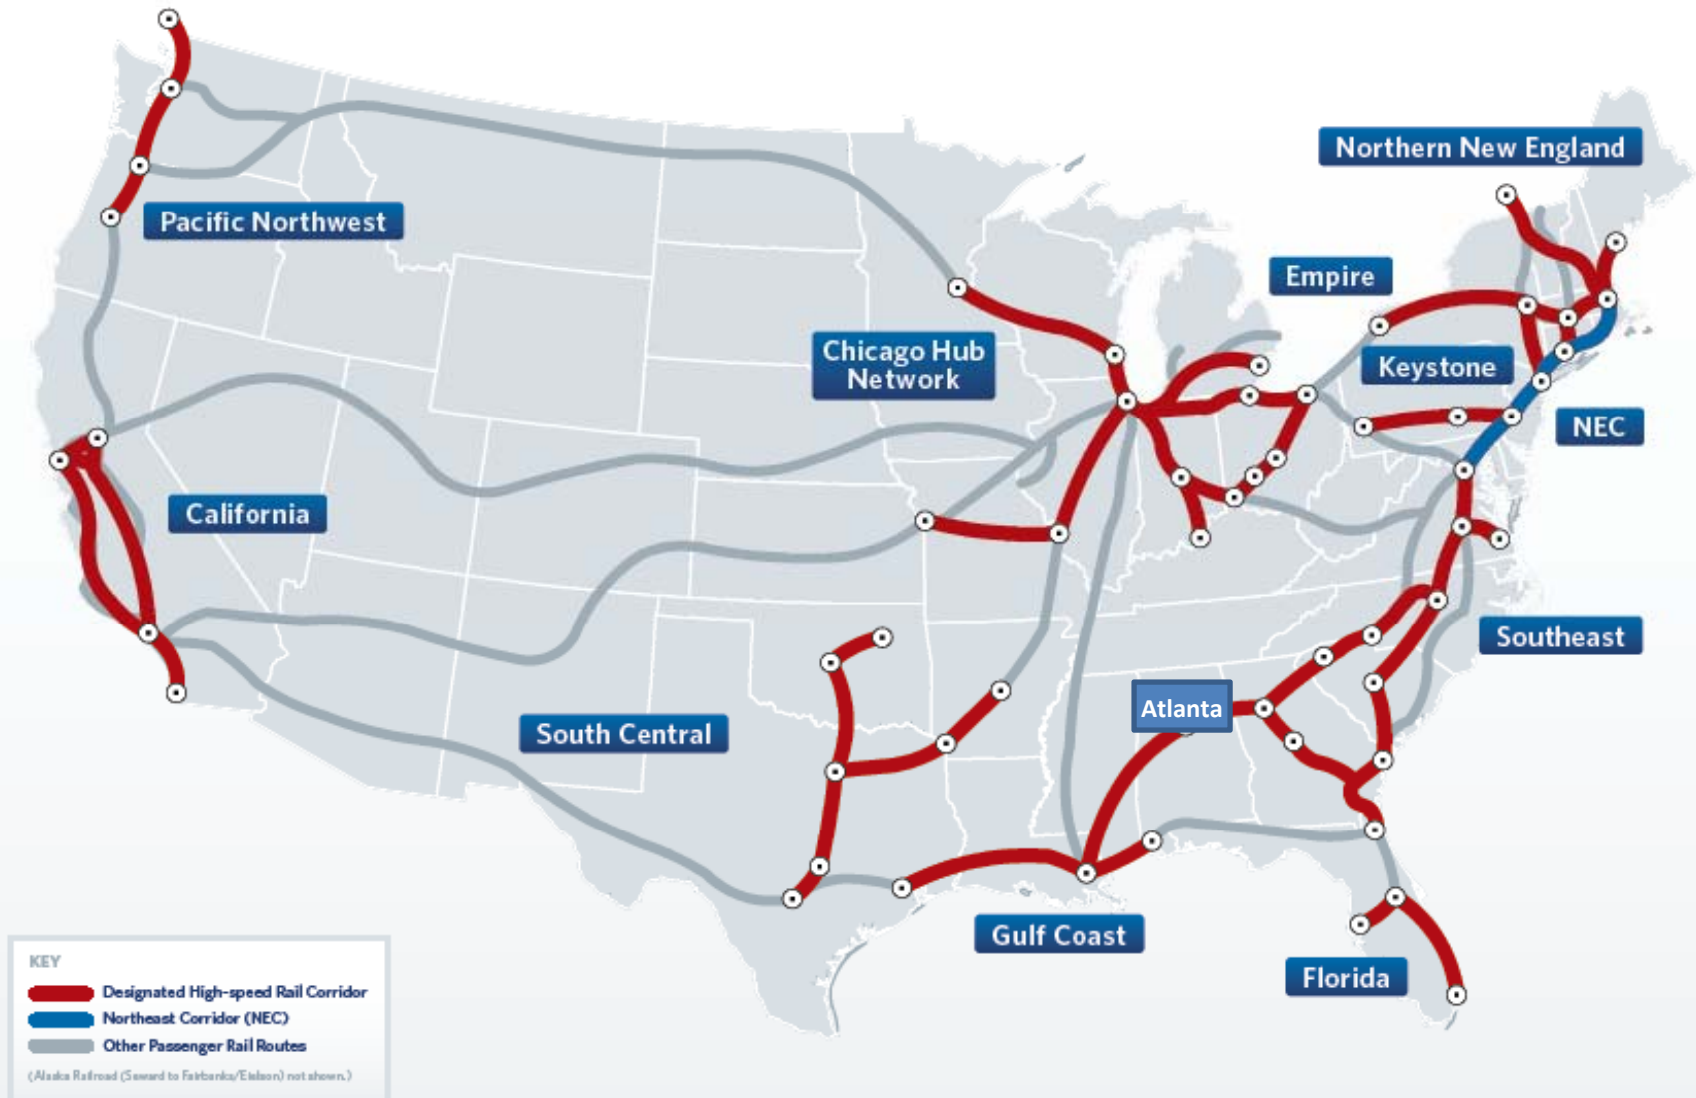 Northern New England
Pacific Northwest
Empire
Chicago Hub
Network
Keystone
NEC
California
Southeast
Atlanta
South Central
Gulf Coast
Florida
KEY
Designated High-speed Rail Corridor
Northeast Corridor (NEC)
Other Passenger Rail Routes
(Alaska Railroad (Seward to Fairbanks/Eielson) not shown.)